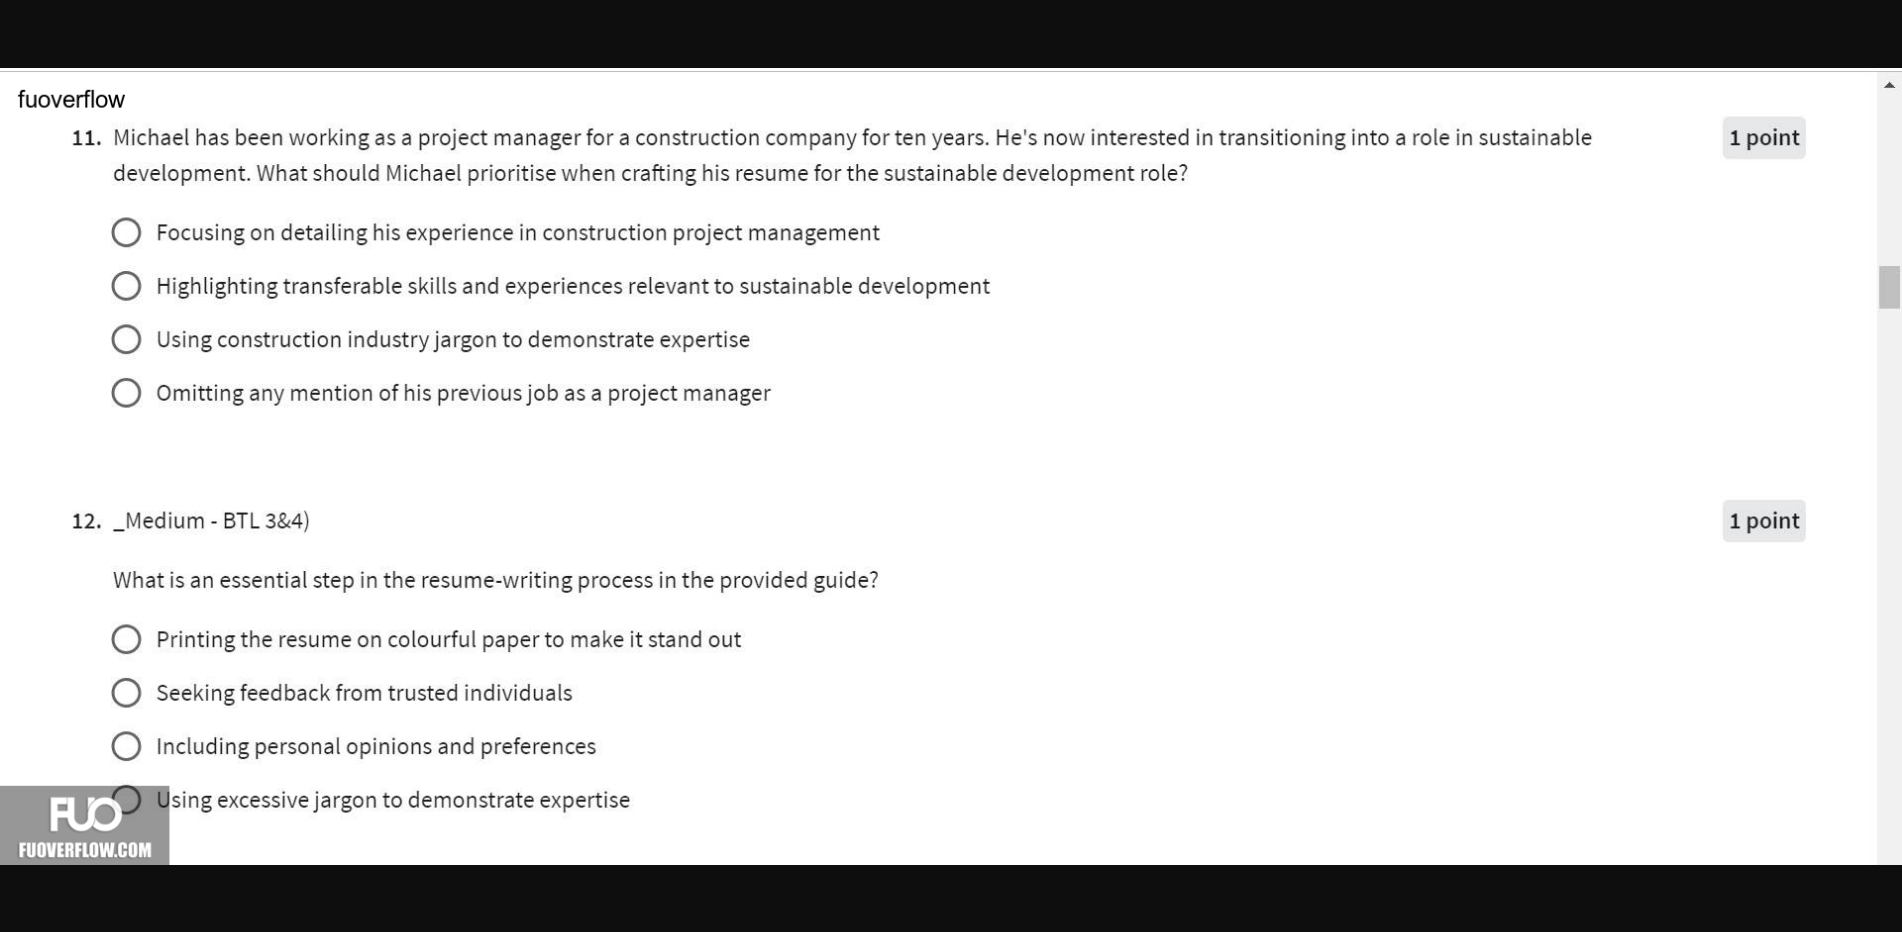 fuoverflow
11. Michael has been working as a project manager for a construction company for ten years. He's now interested in transitioning into a role in sustainable
1 point
development. What should Michael prioritise when crafting his resume for the sustainable development role?
Focusing on detailing his experience in construction project management
Highlighting transferable skills and experiences relevant to sustainable development
Using construction industry jargon to demonstrate expertise
Omitting any mention of his previous job as a project manager
12. _Medium - BTL 3&4)
1 point
What is an essential step in the resume-writing process in the provided guide?
Printing the resume on colourful paper to make it stand out
Seeking feedback from trusted individuals
Including personal opinions and preferences
Using excessive jargon to demonstrate expertise
FUO
FUOVERFLOW.COM